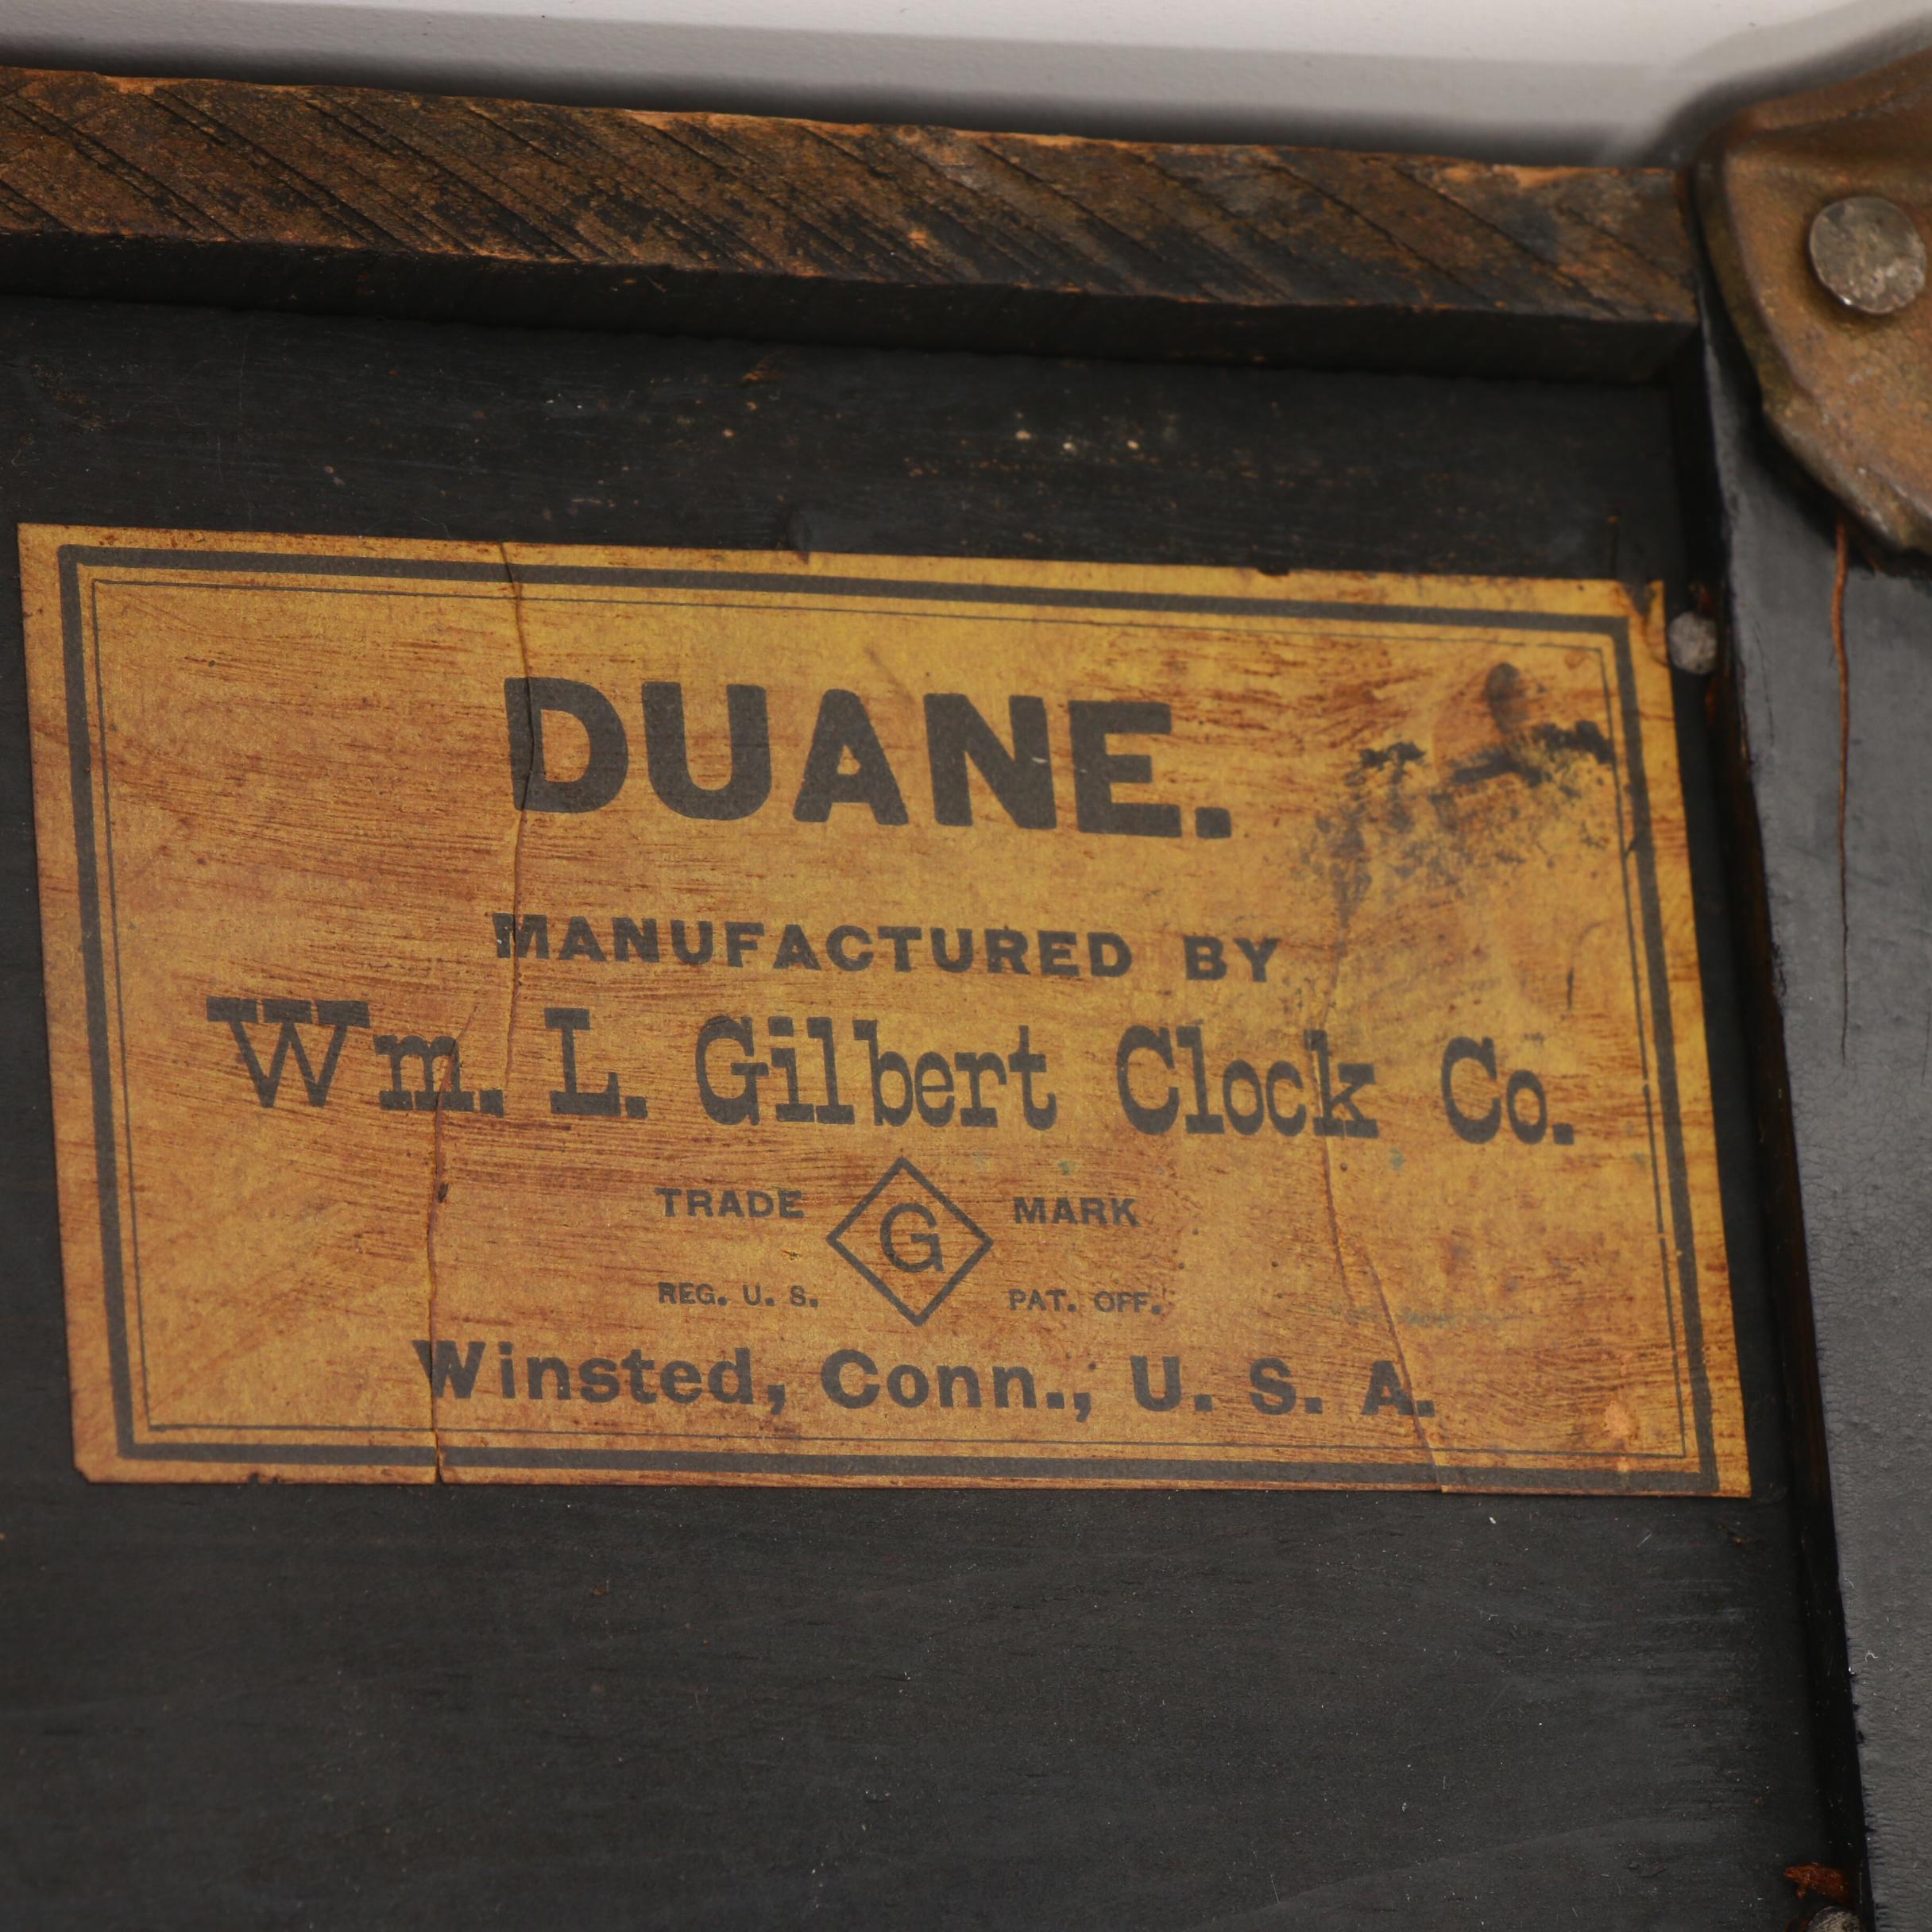 DUANE.
MANUFACTURED BY
Wm. L. Gilbert Clock Co.
TRADE G MARK
REG. U. S. PAT. OFF.
Winsted, Conn., U. S. A.